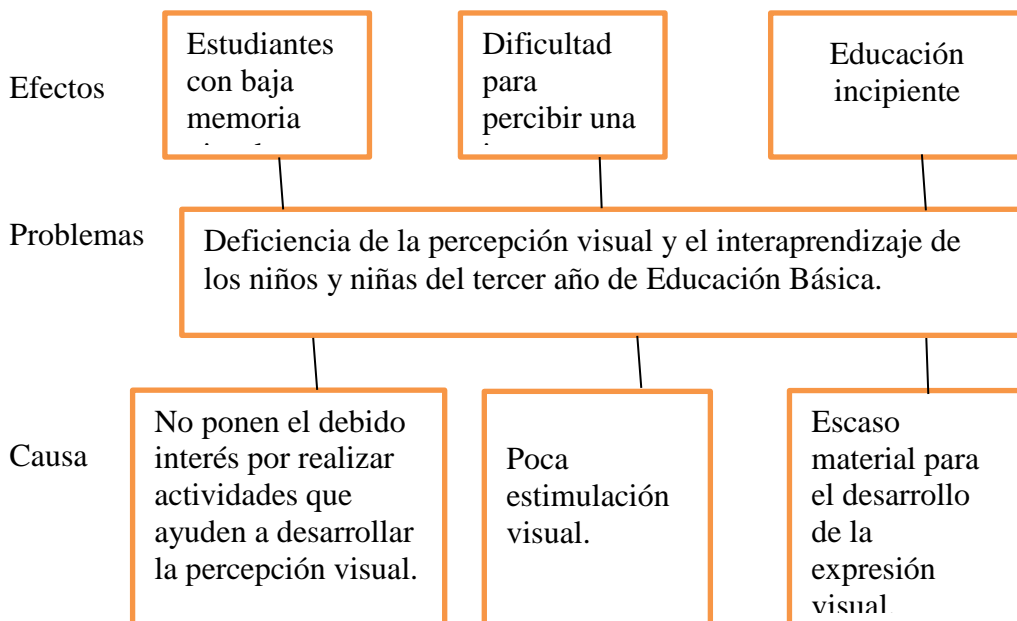 Efectos
Estudiantes
con baja
memoria
Dificultad
para
percibir una
Educación
incipiente
Problemas
Deficiencia de la percepción visual y el interaprendizaje de
los niños y niñas del tercer año de Educación Básica.
Causa
No ponen el debido
interés por realizar
actividades que
ayuden a desarrollar
la percepción visual.
Poca
estimulación
visual.
Escaso
material para
el desarrollo
de la
expresión
visual